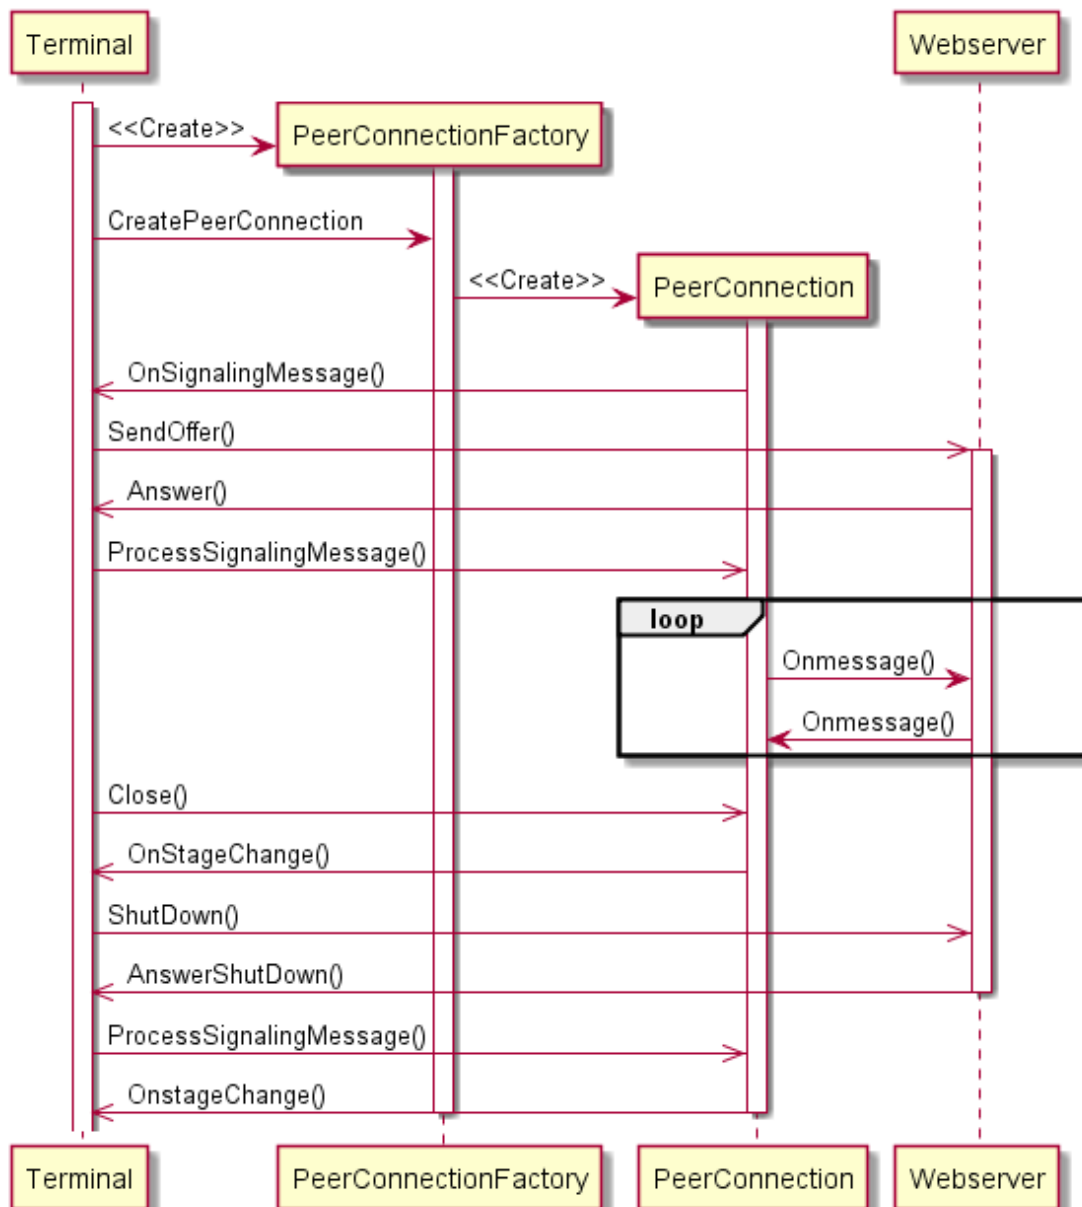 Terminal
Webserver
<<Create>>
PeerConnectionFactory
CreatePeerConnection
<<Create>>
PeerConnection
OnSignalingMessage()
SendOffer()
Answer()
ProcessSignalingMessage()
loop
Onmessage()
Onmessage()
Close()
OnStageChange()
ShutDown()
AnswerShutDown()
ProcessSignalingMessage()
OnstageChange()
Terminal
PeerConnectionFactory
PeerConnection
Webserver